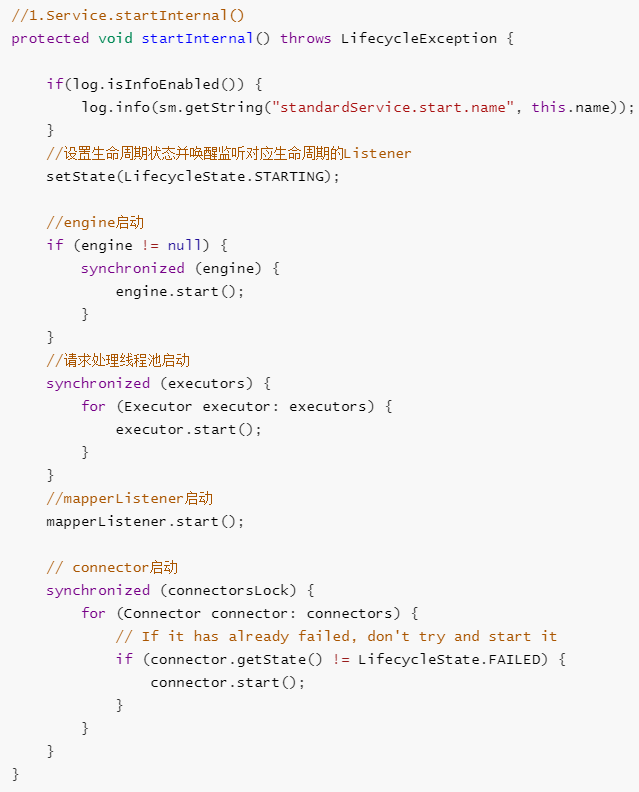 //1.Service.startInternal()
protected void startInternal() throws LifecycleException {
if(log.isInfoEnabled()) {
log.info(sm.getString("standardService.start.name", this.name));
}
//设置生命周期状态并唤醒监听对应生命周期的Listener
setState(LifecycleState.STARTING);
//engine启动
if (engine != null) {
synchronized (engine) {
engine.start();
}
}
//请求处理线程池启动
synchronized (executors) {
for (Executor executor: executors) {
executor.start();
}
}
//mapperListener启动
mapperListener.start();
// connector启动
synchronized (connectorsLock) {
for (Connector connector: connectors) {
// If it has already failed, don't try and start it
if (connector.getState() != LifecycleState.FAILED) {
connector.start();
}
}
}
}